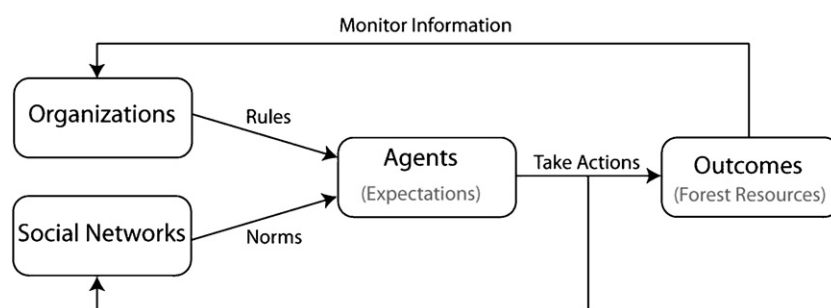 Monitor Information
Organizations
Rules
Agents
(Expectations)
Take Actions
Outcomes
(Forest Resources)
Social Networks
Norms